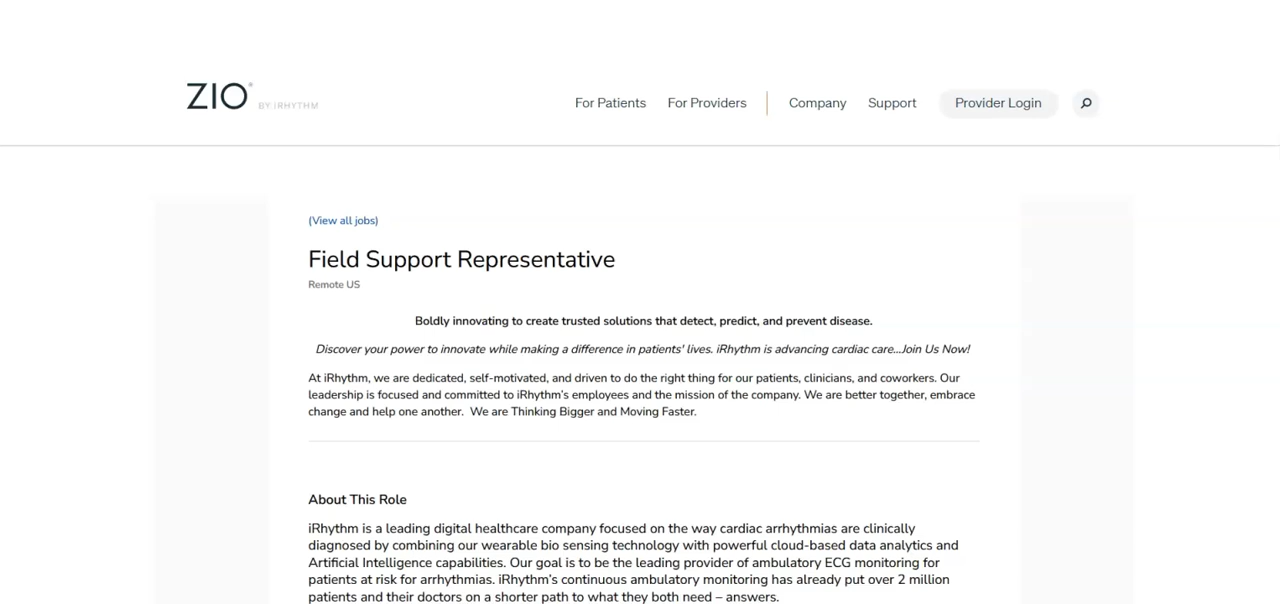 ZIO® BY iRHYTHM
For Patients For Providers Company Support Provider Login
(View all jobs)
Field Support Representative
Remote US
Boldly innovating to create trusted solutions that detect, predict, and prevent disease.
Discover your power to innovate while making a difference in patients' lives. iRhythm is advancing cardiac care…Join Us Now!
At iRhythm, we are dedicated, self-motivated, and driven to do the right thing for our patients, clinicians, and coworkers. Our
leadership is focused and committed to iRhythm’s employees and the mission of the company. We are better together, embrace
change and help one another.  We are Thinking Bigger and Moving Faster.
About This Role
iRhythm is a leading digital healthcare company focused on the way cardiac arrhythmias are clinically
diagnosed by combining our wearable bio sensing technology with powerful cloud-based data analytics and
Artificial Intelligence capabilities. Our goal is to be the leading provider of ambulatory ECG monitoring for
patients at risk for arrhythmias. iRhythm’s continuous ambulatory monitoring has already put over 2 million
patients and their doctors on a shorter path to what they both need – answers.